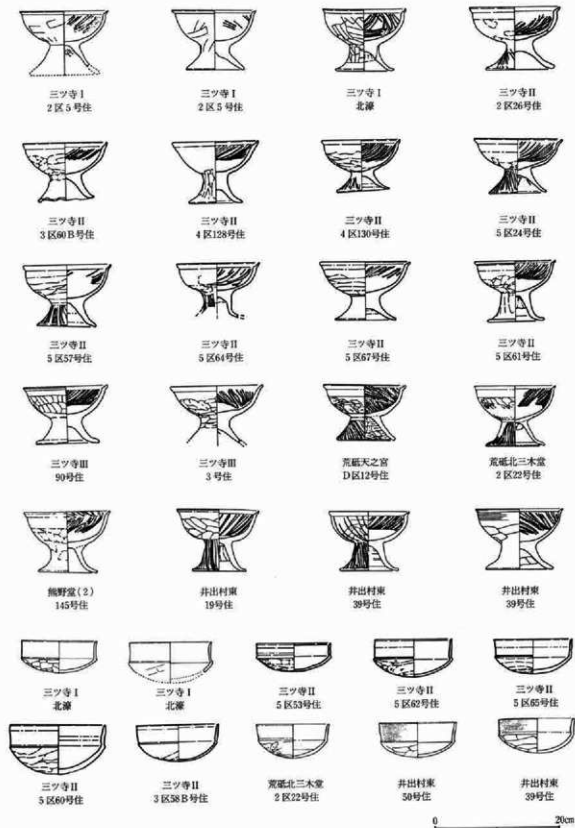 三ツ寺Ⅰ
2区5号住
三ツ寺Ⅰ
2区5号住
三ツ寺Ⅰ
北濠
三ツ寺Ⅱ
2区26号住
三ツ寺Ⅱ
3区60B号住
三ツ寺Ⅱ
4区128号住
三ツ寺Ⅱ
4区130号住
三ツ寺Ⅱ
5区24号住
三ツ寺Ⅱ
5区57号住
三ツ寺Ⅱ
5区64号住
三ツ寺Ⅱ
5区67号住
三ツ寺Ⅱ
5区61号住
三ツ寺Ⅲ
90号住
三ツ寺Ⅲ
3号住
荒砥天之宮
D区12号住
荒砥北三木堂
2区22号住
熊野堂(2)
145号住
井出村東
19号住
井出村東
39号住
井出村東
39号住
三ツ寺Ⅰ
北濠
三ツ寺Ⅰ
北濠
三ツ寺Ⅱ
5区53号住
三ツ寺Ⅱ
5区62号住
三ツ寺Ⅱ
5区65号住
三ツ寺Ⅱ
5区60号住
三ツ寺Ⅱ
3区58B号住
荒砥北三木堂
2区22号住
井出村東
50号住
井出村東
39号住
0 20cm